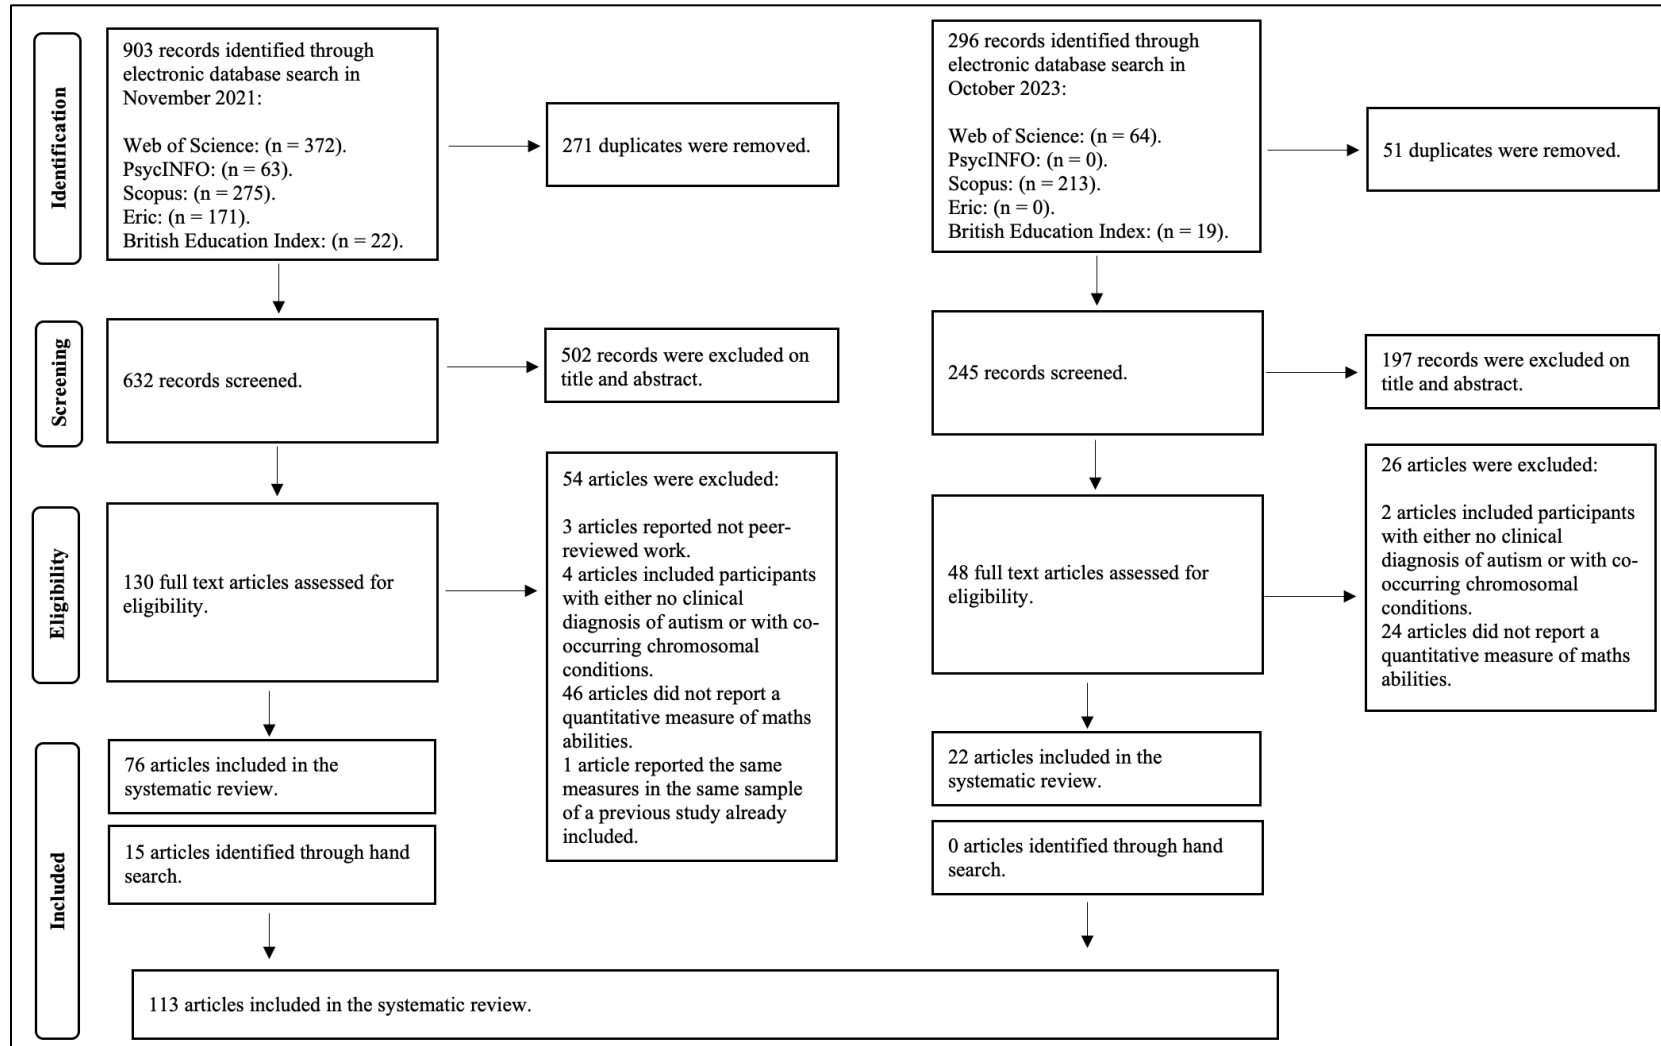 Identification
903 records identified through
electronic database search in
November 2021:
Web of Science: (n = 372).
PsycINFO: (n = 63).
Scopus: (n = 275).
Eric: (n = 171).
British Education Index: (n = 22).
271 duplicates were removed.
296 records identified through
electronic database search in
October 2023:
Web of Science: (n = 64).
PsycINFO: (n = 0).
Scopus: (n = 213).
Eric: (n = 0).
British Education Index: (n = 19).
51 duplicates were removed.
Screening
632 records screened.
502 records were excluded on
title and abstract.
245 records screened.
197 records were excluded on
title and abstract.
Eligibility
130 full text articles assessed for
eligibility.
54 articles were excluded:
3 articles reported not peer-
reviewed work.
4 articles included participants
with either no clinical
diagnosis of autism or with co-
occurring chromosomal
conditions.
46 articles did not report a
quantitative measure of maths
abilities.
1 article reported the same
measures in the same sample
of a previous study already
included.
48 full text articles assessed for
eligibility.
26 articles were excluded:
2 articles included participants
with either no clinical
diagnosis of autism or with co-
occurring chromosomal
conditions.
24 articles did not report a
quantitative measure of maths
abilities.
Included
76 articles included in the
systematic review.
15 articles identified through hand
search.
22 articles included in the
systematic review.
0 articles identified through hand
search.
113 articles included in the systematic review.